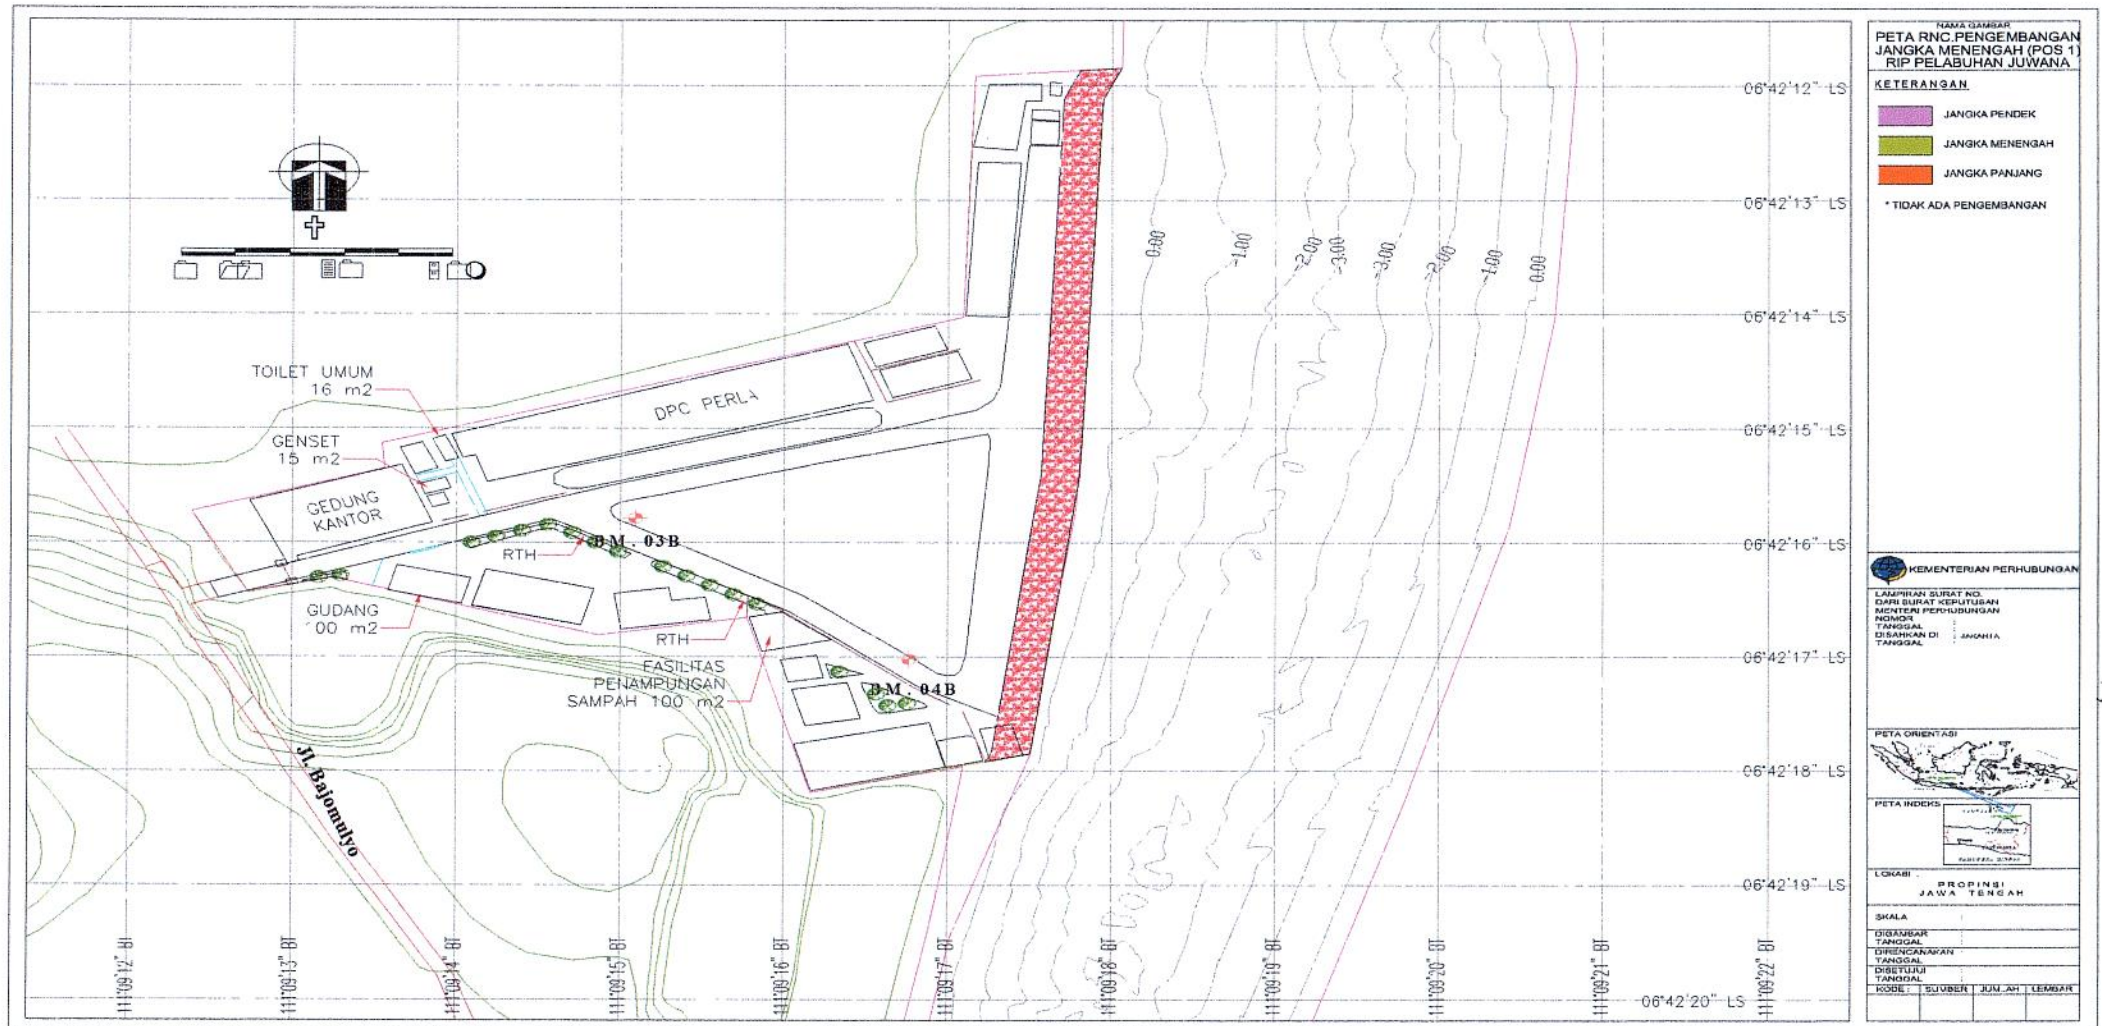 NAMA GAMBAR
PETA RNC.PENGEMBANGAN
JANGKA MENENGAH (POS 1)
RIP PELABUHAN JUWANA
KETERANGAN
JANGKA PENDEK
JANGKA MENENGAH
JANGKA PANJANG
* TIDAK ADA PENGEMBANGAN
KEMENTERIAN PERHUBUNGAN
LAMPIRAN SURAT NO.
DARI SURAT KEPUTUSAN
MENTERI PERHUBUNGAN
NOMOR :
TANGGAL :
DISAHKAN DI : JAKARTA
TANGGAL :
PETA ORIENTASI
PETA INDEKS
LOKASI :
PROPINSI
JAWA TENGAH
SKALA :
DIGAMBAR :
TANGGAL
DIRENCANAKAN :
TANGGAL
DISETUJUI :
TANGGAL
KODE : SUMBER JUMLAH LEMBAR
06°42'12" LS
06°42'13" LS
06°42'14" LS
06°42'15" LS
06°42'16" LS
06°42'17" LS
06°42'18" LS
06°42'19" LS
06°42'20" LS
0.00
-1.00
-2.00
-3.00
-3.00
-2.00
-1.00
0.00
TOILET UMUM
16 m2
DPC PERLA
GENSET
15 m2
GEDUNG
KANTOR
RTH
BM . 03B
GUDANG
00 m2
RTH
FASILITAS
PENAMPUNGAN
SAMPAH 100 m2
BM . 04B
Jl. Bajomulyo
111°09'12" BT
111°09'13" BT
111°09'14" BT
111°09'15" BT
111°09'16" BT
111°09'17" BT
111°09'18" BT
111°09'19" BT
111°09'20" BT
111°09'21" BT
111°09'22" BT